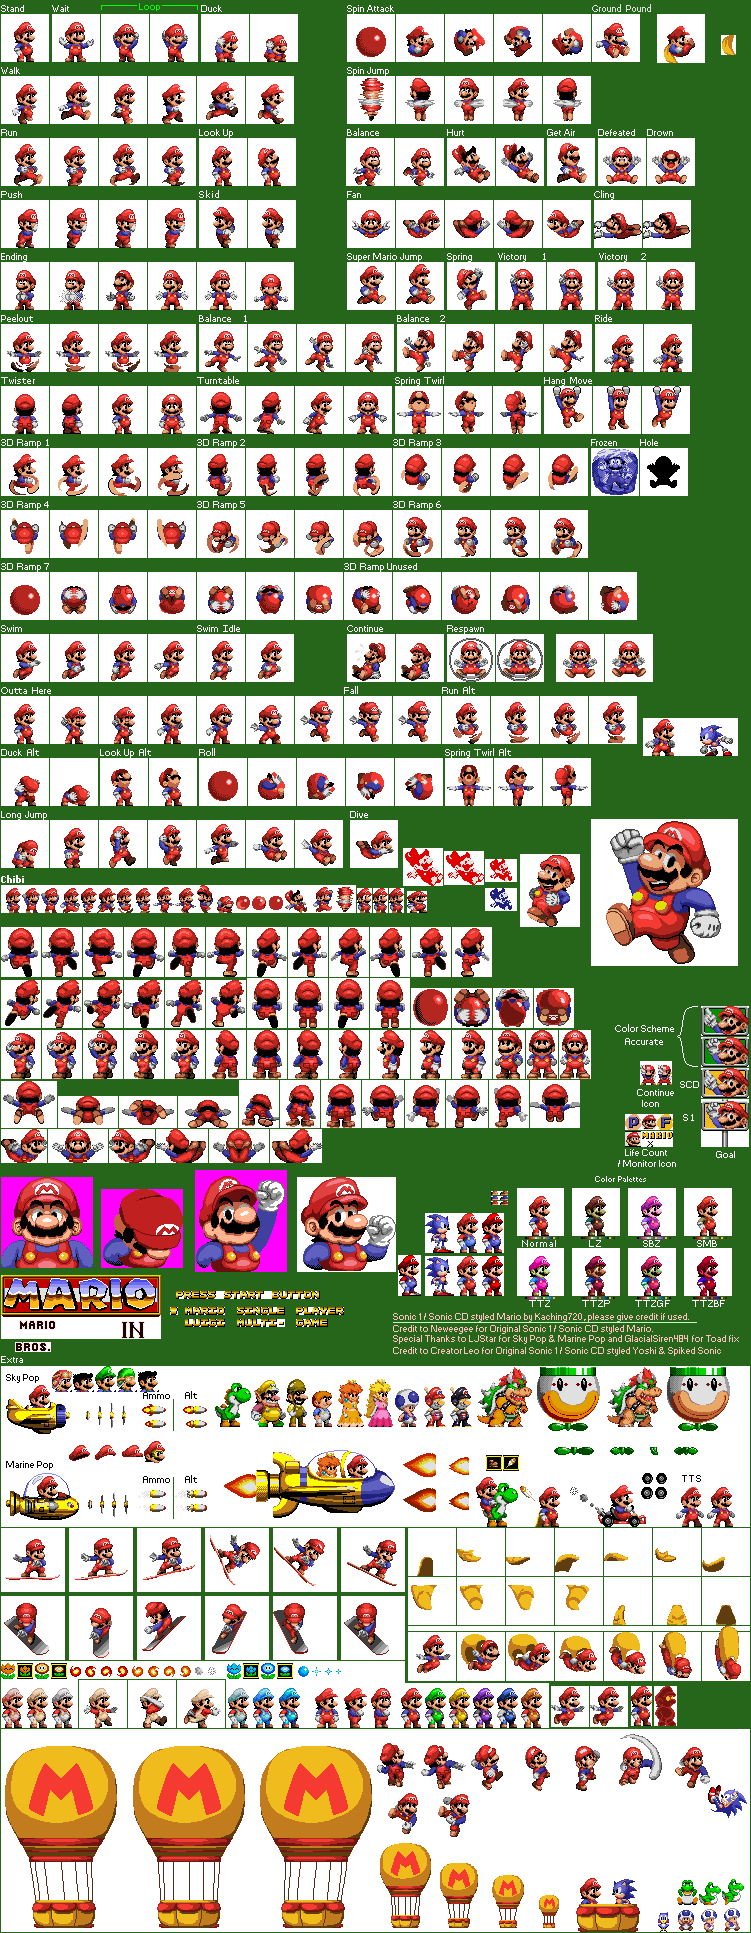 Stand Wait Loop Duck Spin Attack Ground Pound
Walk Spin Jump
Run Look Up Balance Hurt Get Air Defeated Drown
Push Skid Fan Cling
Ending Super Mario Jump Spring Victory 1 Victory 2
Peelout Balance 1 Balance 2 Ride
Twister Turntable Spring Twirl Hang Move
3D Ramp 1 3D Ramp 2 3D Ramp 3 Frozen Hole
3D Ramp 4 3D Ramp 5 3D Ramp 6
3D Ramp 7 3D Ramp Unused
Swim Swim Idle Continue Respawn
Outta Here Fall Run Alt
Duck Alt Look Up Alt Roll Spring Twirl Alt
Long Jump Dive
Chibi
Color Scheme
Accurate
Continue
Icon
SCD
S1
MARIO
Life Count
/ Monitor Icon
Goal
Color Palettes
Normal LZ SBZ SMB
TTZ TTZP TTZGF TTZBF
MARIO
MARIO IN
BROS.
PRESS START BUTTON
MARIO SINGLE PLAYER
LUIGI MULTI. GAME
Sonic 1 / Sonic CD styled Mario by Kaching720, please give credit if used.
Credit to Neweegee for Original Sonic 1 / Sonic CD styled Mario.
Special Thanks to LJStar for Sky Pop & Marine Pop and GlacialSiren484 for Toad fix
Credit to CreatorLeo for Original Sonic 1 / Sonic CD styled Yoshi & Spiked Sonic
Extra
Sky Pop Ammo Alt
Marine Pop Ammo Alt
TTS
M M M
M M M M